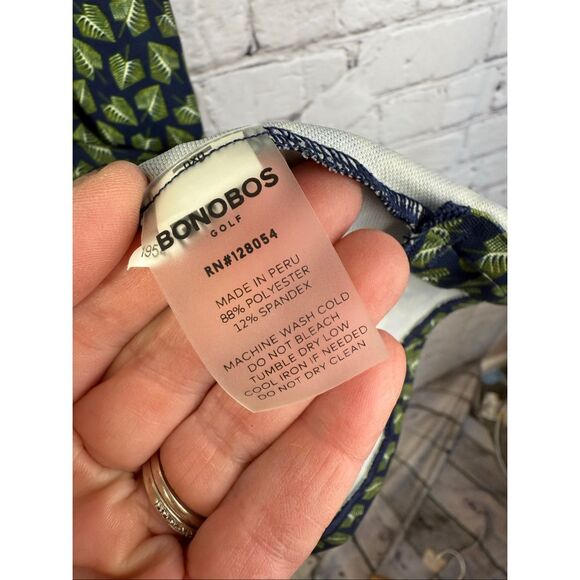 BONOBOS
GOLF
RN#128054
MADE IN PERU
88% POLYESTER
12% SPANDEX
MACHINE WASH COLD
DO NOT BLEACH
TUMBLE DRY LOW
COOL IRON IF NEEDED
DO NOT DRY CLEAN
195